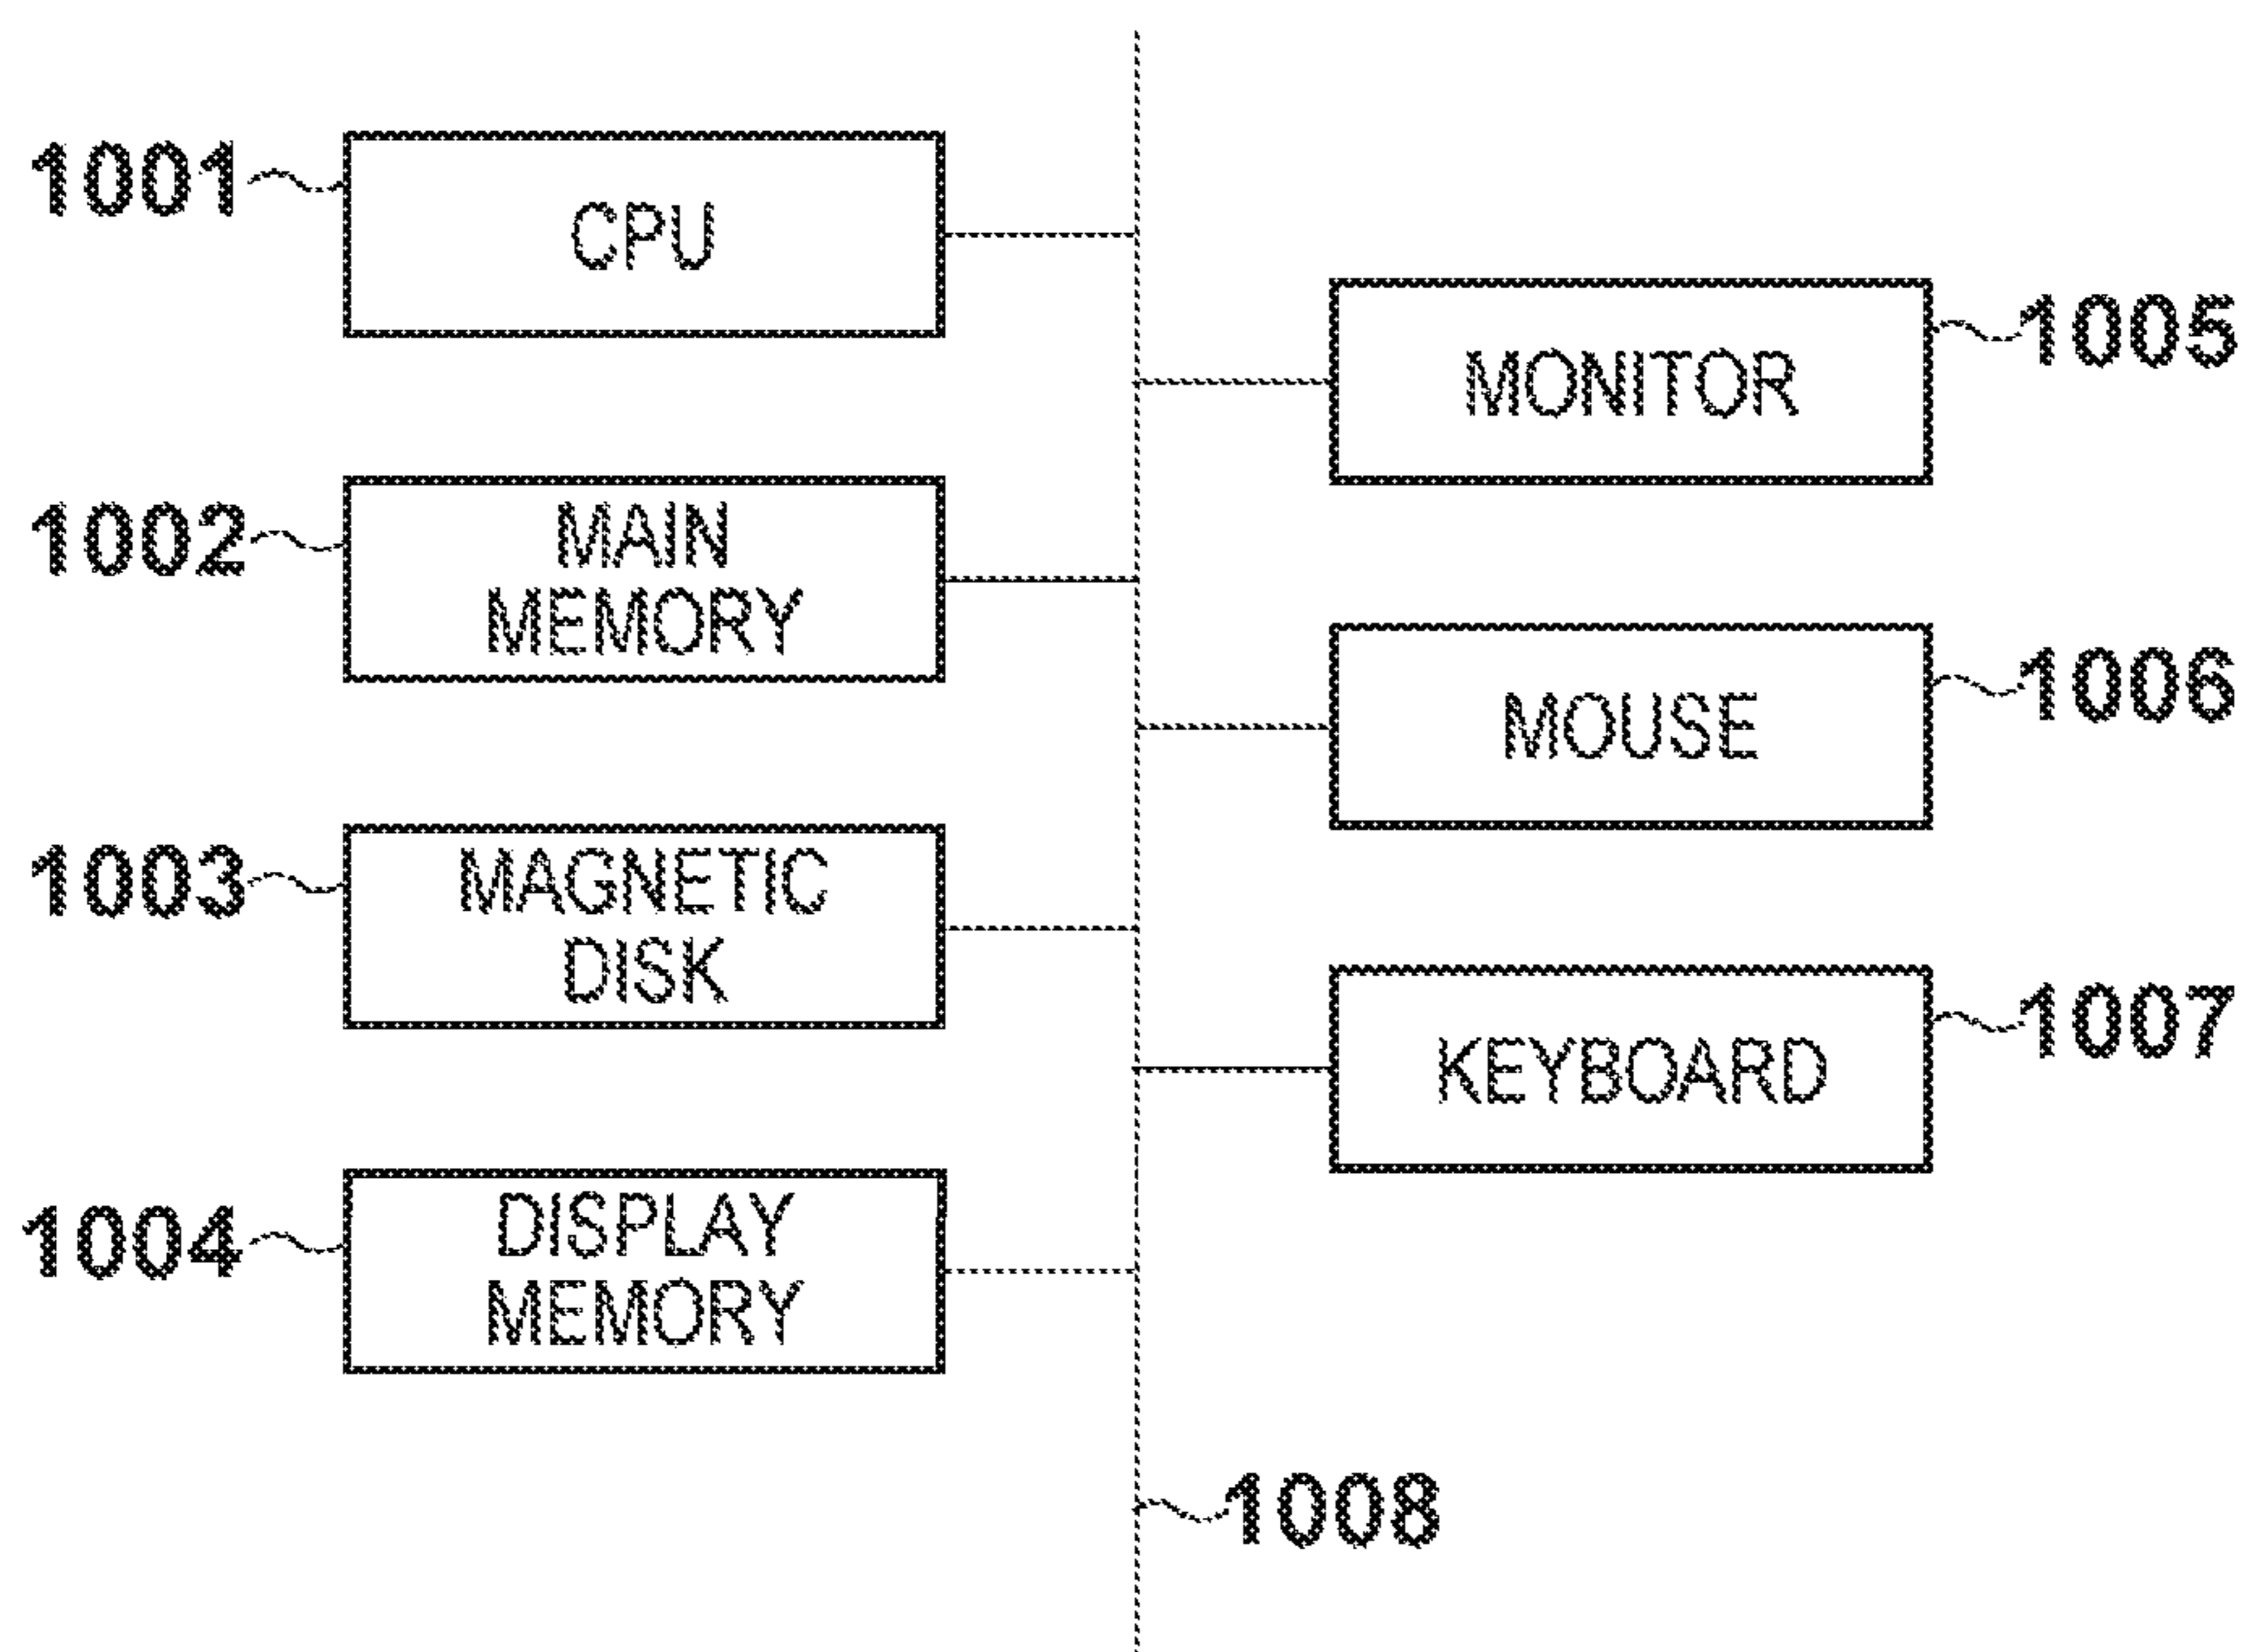 1001
CPU
1002
MAIN
MEMORY
1003
MAGNETIC
DISK
1004
DISPLAY
MEMORY
MONITOR
1005
MOUSE
1006
KEYBOARD
1007
1008